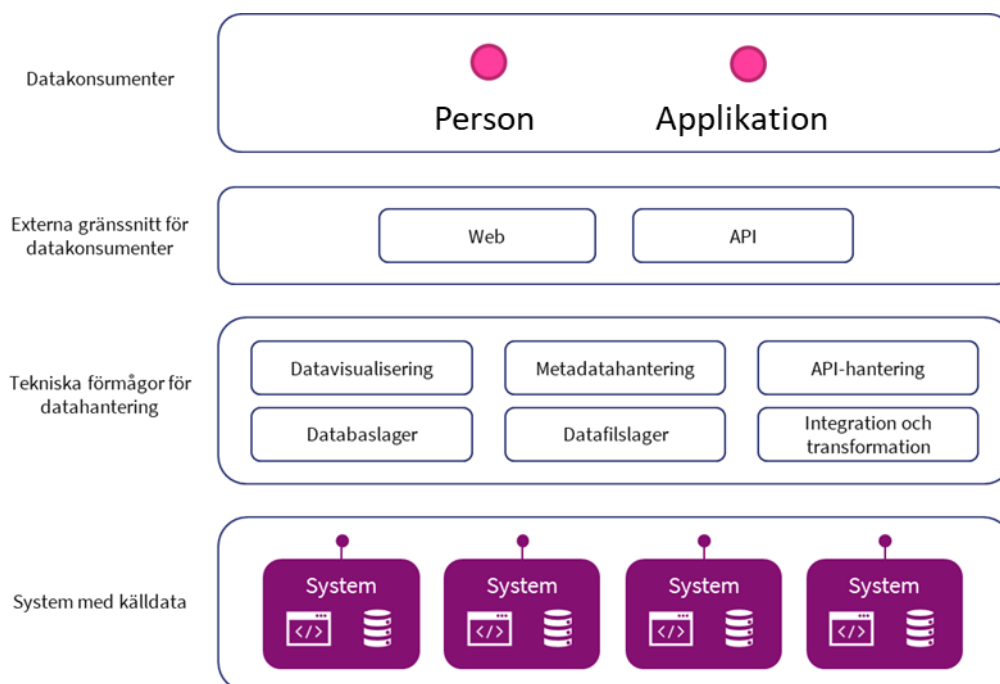 Datakonsumenter
Person
Applikation
Externa gränssnitt för
datakonsumenter
Web
API
Tekniska förmågor för
datahantering
Datavisualisering
Metadatahantering
API-hantering
Databaslager
Datafilslager
Integration och
transformation
System med källdata
System
</>
System
</>
System
</>
System
</>